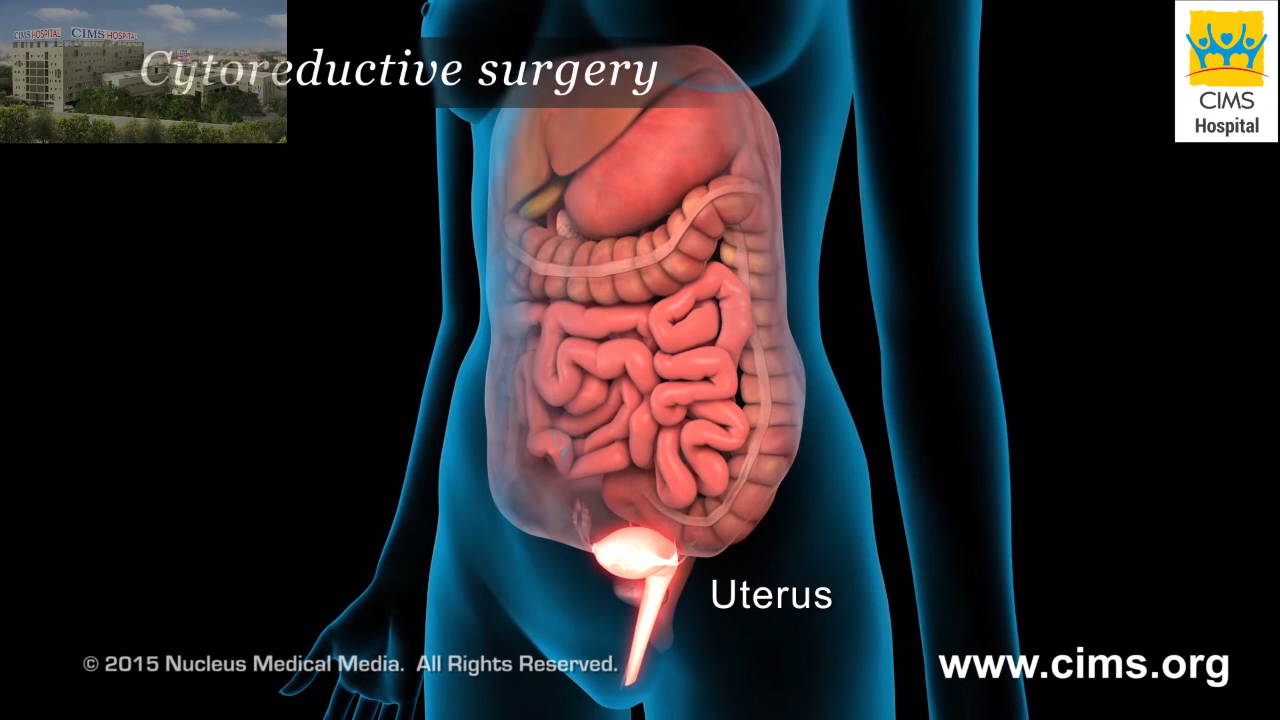 CIMS HOSPITAL CIMS HOSPITAL
Cytoreductive surgery
CIMS
Hospital
Uterus
© 2015 Nucleus Medical Media. All Rights Reserved.
www.cims.org